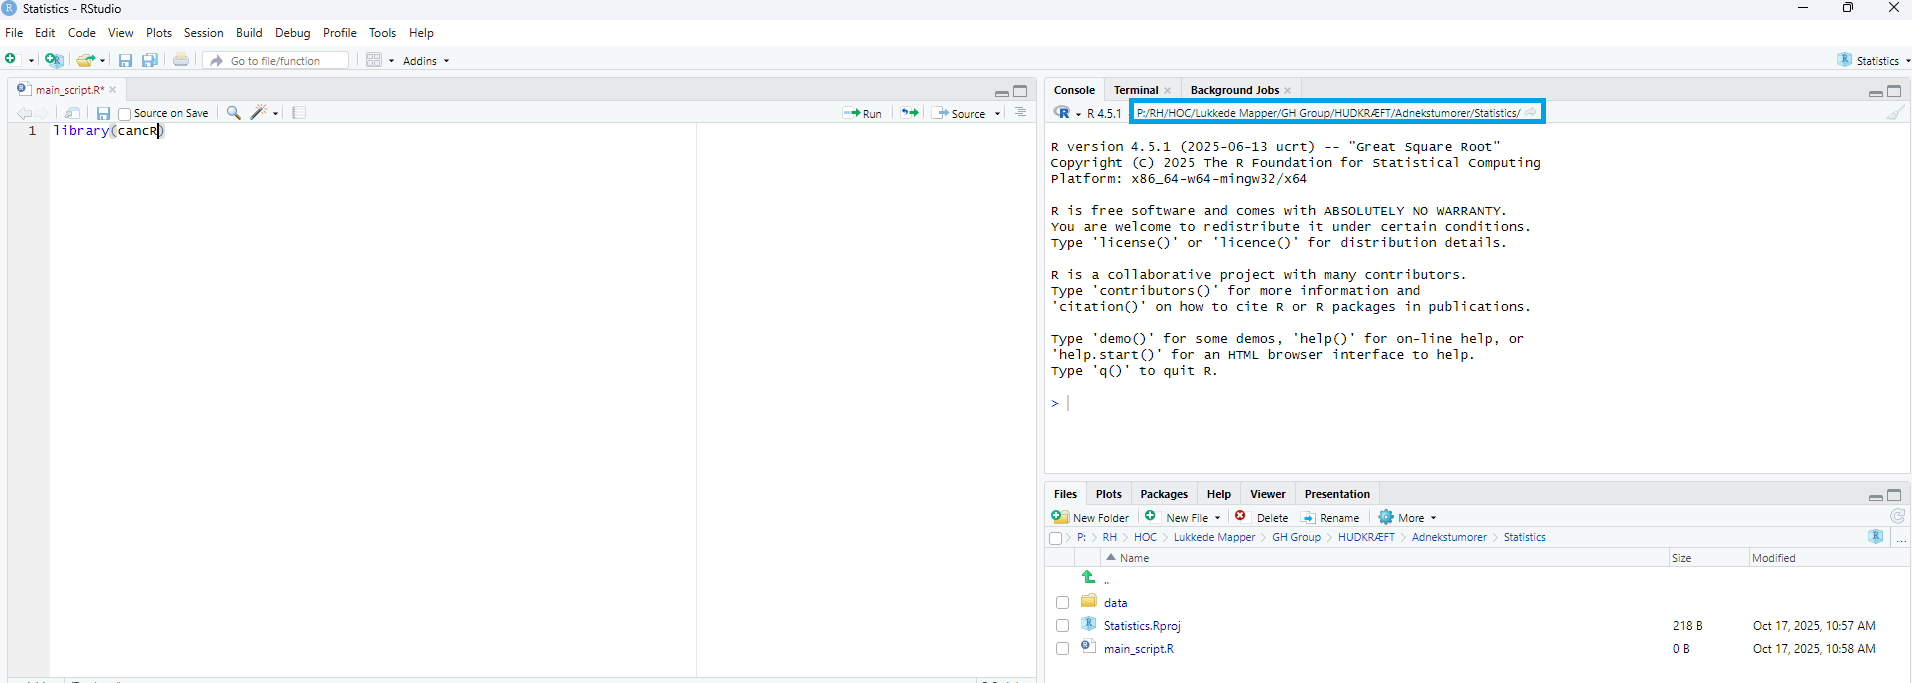 Statistics - RStudio
File Edit Code View Plots Session Build Debug Profile Tools Help
Go to file/function Addins Statistics
main_script.R*
Source on Save Run Source
1 library(cancR)
Console Terminal Background Jobs
R 4.5.1 P:/RH/HOC/Lukkede Mapper/GH Group/HUDKRÆFT/Adnekstumorer/Statistics/
R version 4.5.1 (2025-06-13 ucrt) -- "Great Square Root"
Copyright (C) 2025 The R Foundation for Statistical Computing
Platform: x86_64-w64-mingw32/x64
R is free software and comes with ABSOLUTELY NO WARRANTY.
You are welcome to redistribute it under certain conditions.
Type 'license()' or 'licence()' for distribution details.
R is a collaborative project with many contributors.
Type 'contributors()' for more information and
'citation()' on how to cite R or R packages in publications.
Type 'demo()' for some demos, 'help()' for on-line help, or
'help.start()' for an HTML browser interface to help.
Type 'q()' to quit R.
>
Files Plots Packages Help Viewer Presentation
New Folder New File Delete Rename More
P: RH HOC Lukkede Mapper GH Group HUDKRÆFT Adnekstumorer Statistics ...
Name Size Modified
..
data
Statistics.Rproj 218 B Oct 17, 2025, 10:57 AM
main_script.R 0 B Oct 17, 2025, 10:58 AM